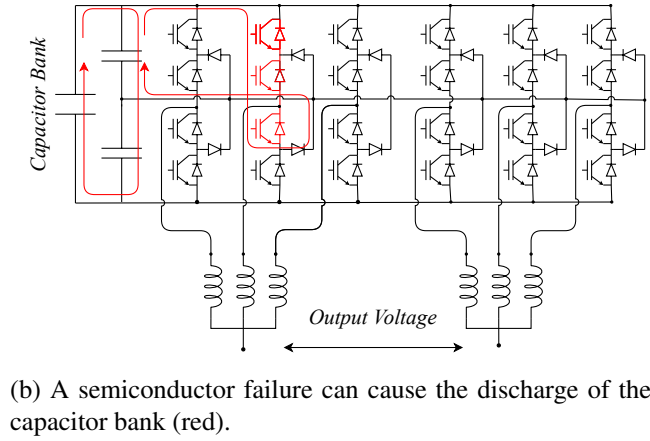 Capacitor Bank
Output Voltage
(b) A semiconductor failure can cause the discharge of the
capacitor bank (red).